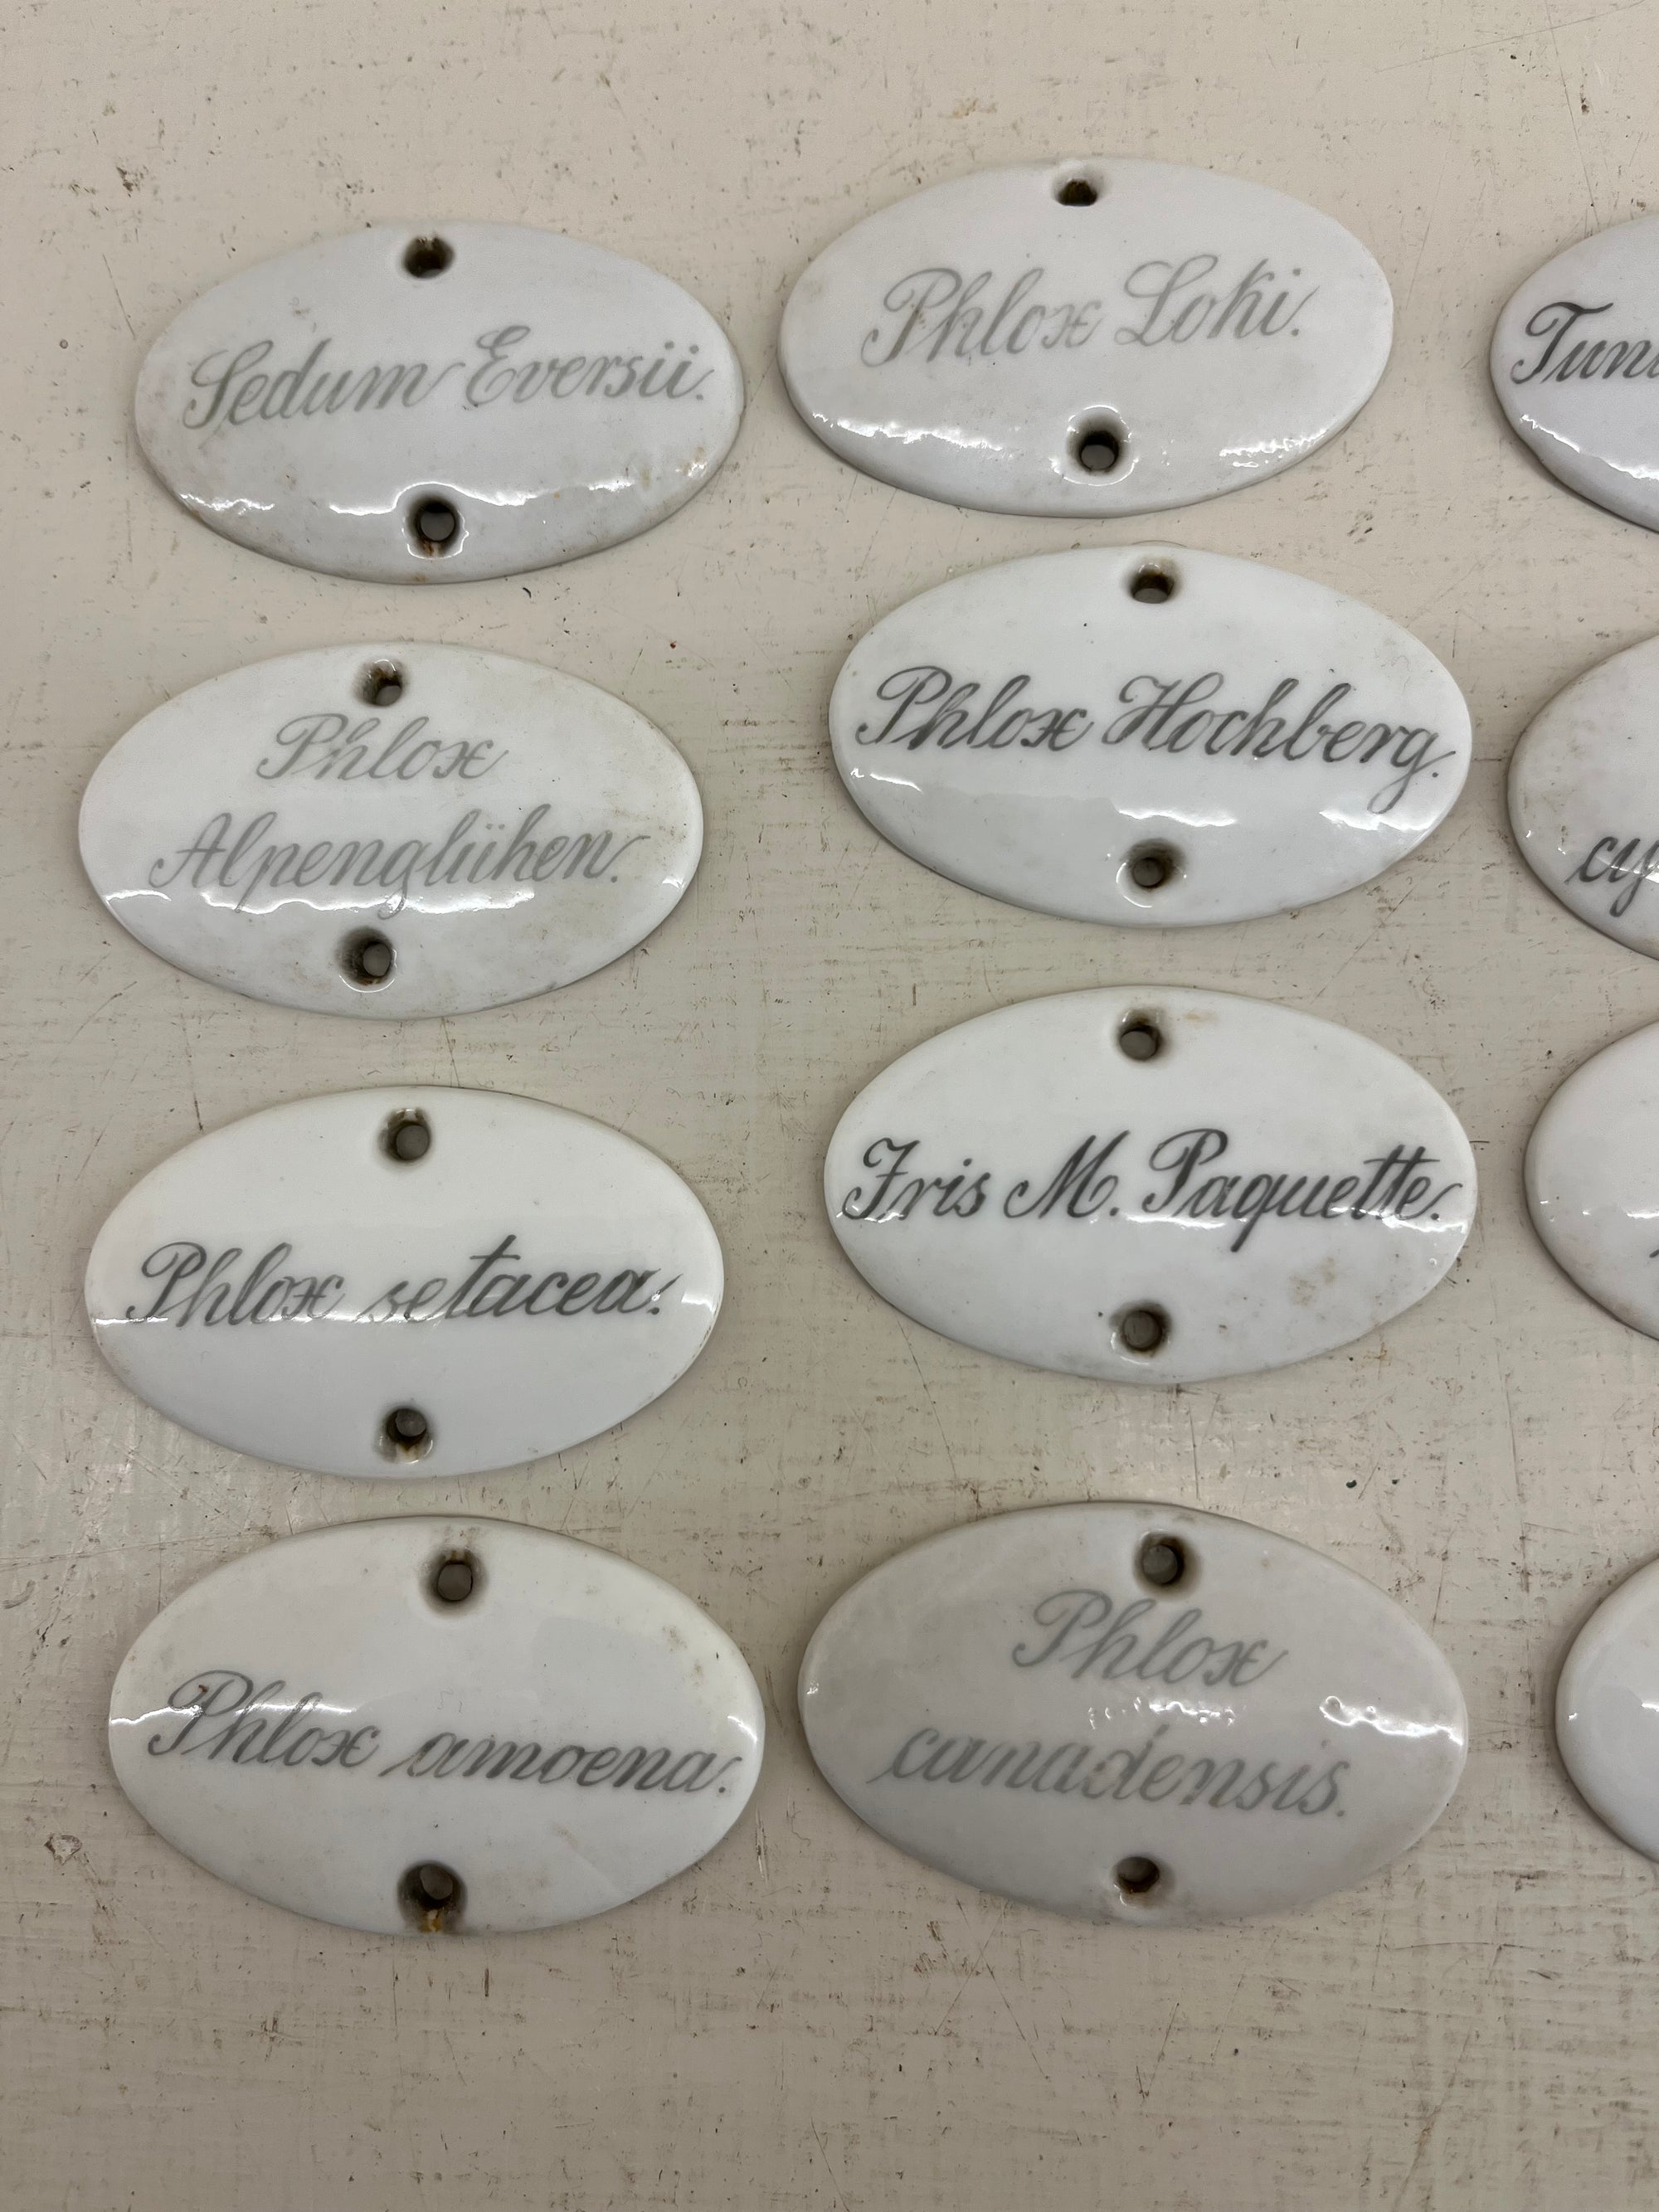 Sedum Eversii.
Phlox Loki.
Phlox
Alpenglühen.
Phlox Hochberg.
Phlox setacea.
Iris M. Paquette.
Phlox amoena.
Phlox
canadensis.